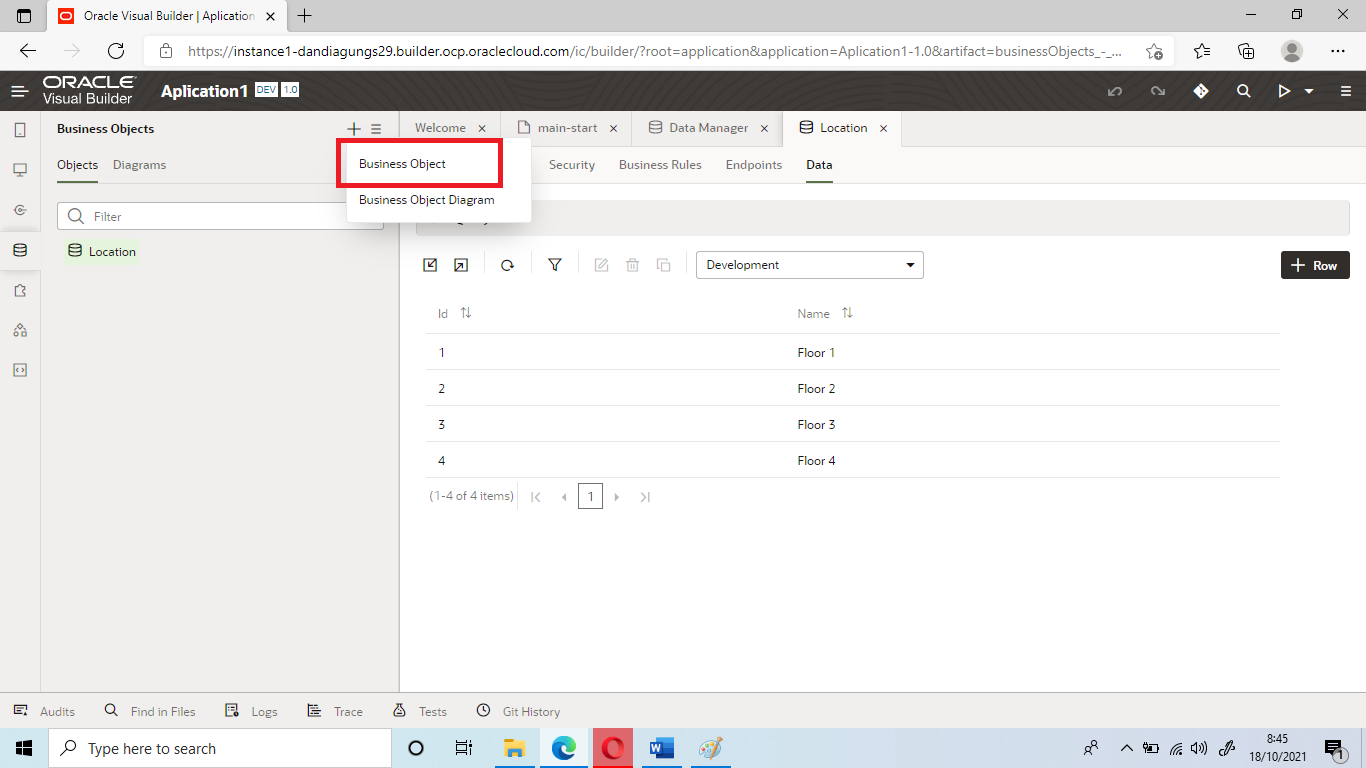 Oracle Visual Builder | Aplication
https://instance1-dandiagungs29.builder.ocp.oraclecloud.com/ic/builder/?root=application&application=Aplication1-1.0&artifact=businessObjects_-_...
ORACLE
Visual Builder
Aplication1 DEV 1.0
Business Objects
Welcome
main-start
Data Manager
Location
Objects Diagrams
Business Object
Security Business Rules Endpoints Data
Business Object Diagram
Filter
Location
Development
Row
Id Name
1 Floor 1
2 Floor 2
3 Floor 3
4 Floor 4
(1-4 of 4 items) 1
Audits Find in Files Logs Trace Tests Git History
Type here to search
8:45
18/10/2021
1